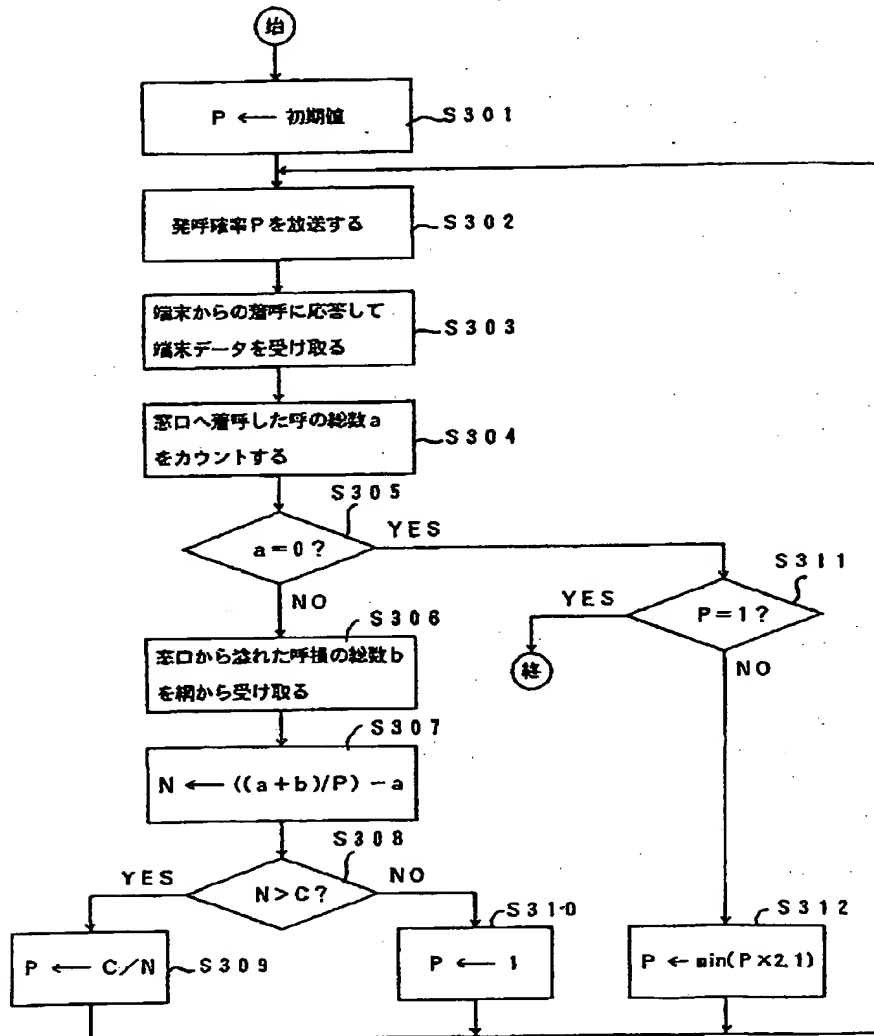 始
P ← 初期値
S301
発呼確率Pを放送する
S302
端末からの着呼に応答して
端末データを受け取る
S303
窓口へ着呼した呼の総数a
をカウントする
S304
S305
a=0?
YES
NO
S311
P=1?
YES
NO
終
S306
窓口から溢れた呼損の総数b
を網から受け取る
S307
N ← ((a+b)/P)-a
S308
N>C?
YES
NO
P ← C/N
S309
S310
P ← 1
S312
P ← min(P×2,1)